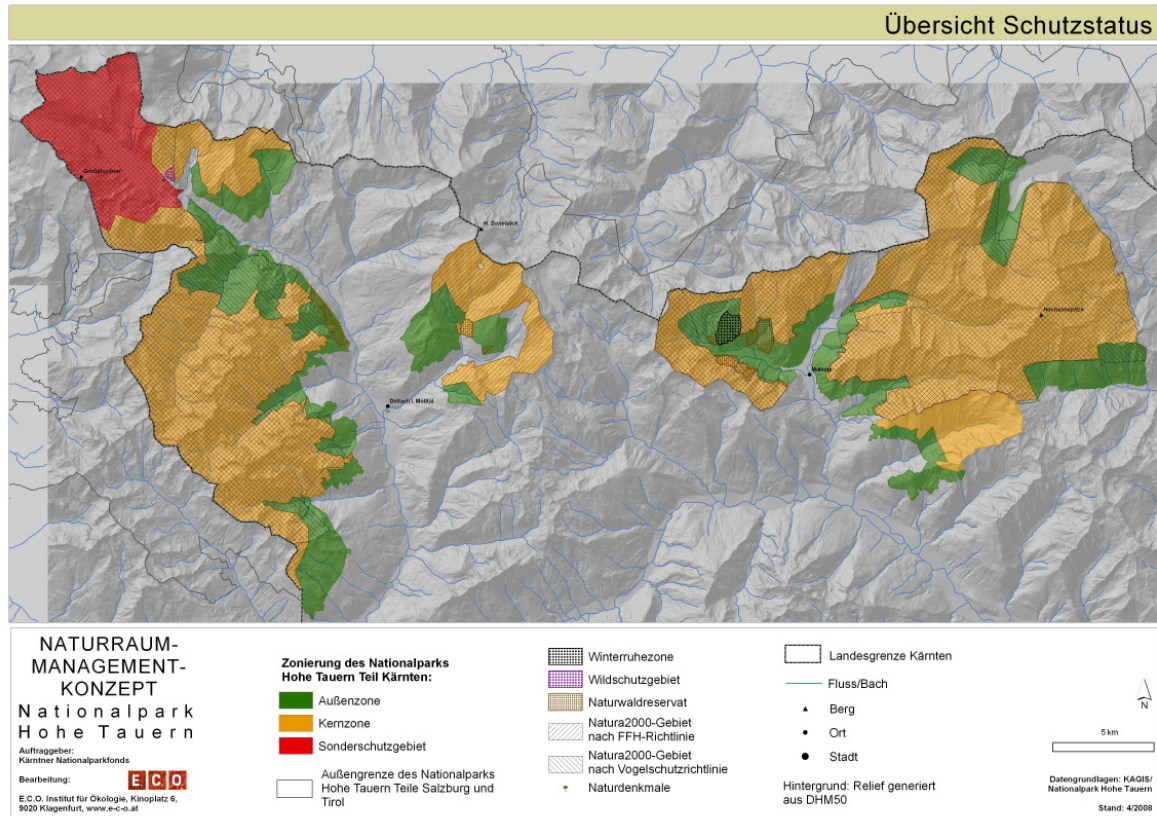 Übersicht Schutzstatus
Großglockner
H. Sonnblick
Hochalmspitze
Mallnitz
Döllach i. Mölltal
NATURRAUM-
MANAGEMENT-
KONZEPT
Nationalpark
Hohe Tauern
Auftraggeber:
Kärntner Nationalparkfonds
Bearbeitung:
E.C.O.
E.C.O. Institut für Ökologie, Kinoplatz 6,
9020 Klagenfurt, www.e-c-o.at
Zonierung des Nationalparks
Hohe Tauern Teil Kärnten:
Außenzone
Kernzone
Sonderschutzgebiet
Außengrenze des Nationalparks
Hohe Tauern Teile Salzburg und
Tirol
Winterruhezone
Wildschutzgebiet
Naturwaldreservat
Natura2000-Gebiet
nach FFH-Richtlinie
Natura2000-Gebiet
nach Vogelschutzrichtlinie
Naturdenkmale
Landesgrenze Kärnten
Fluss/Bach
Berg
Ort
Stadt
Hintergrund: Relief generiert
aus DHM50
N
5 km
Datengrundlagen: KAGIS/
Nationalpark Hohe Tauern
Stand: 4/2008